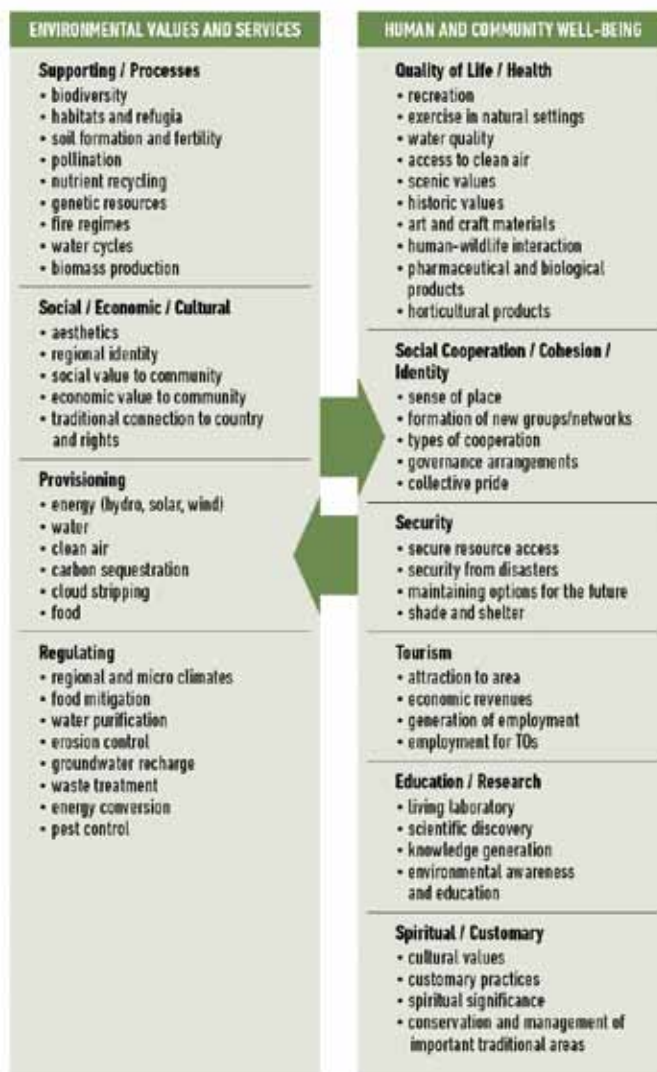 ENVIRONMENTAL VALUES AND SERVICES
Supporting / Processes
• biodiversity
• habitats and refugia
• soil formation and fertility
• pollination
• nutrient recycling
• genetic resources
• fire regimes
• water cycles
• biomass production
Social / Economic / Cultural
• aesthetics
• regional identity
• social value to community
• economic value to community
• traditional connection to country
and rights
Provisioning
• energy (hydro, solar, wind)
• water
• clean air
• carbon sequestration
• cloud stripping
• food
Regulating
• regional and micro climates
• food mitigation
• water purification
• erosion control
• groundwater recharge
• waste treatment
• energy conversion
• pest control
HUMAN AND COMMUNITY WELL-BEING
Quality of Life / Health
• recreation
• exercise in natural settings
• water quality
• access to clean air
• scenic values
• historic values
• art and craft materials
• human-wildlife interaction
• pharmaceutical and biological
products
• horticultural products
Social Cooperation / Cohesion /
Identity
• sense of place
• formation of new groups/networks
• types of cooperation
• governance arrangements
• collective pride
Security
• secure resource access
• security from disasters
• maintaining options for the future
• shade and shelter
Tourism
• attraction to area
• economic revenues
• generation of employment
• employment for TOs
Education / Research
• living laboratory
• scientific discovery
• knowledge generation
• environmental awareness
and education
Spiritual / Customary
• cultural values
• customary practices
• spiritual significance
• conservation and management of
important traditional areas